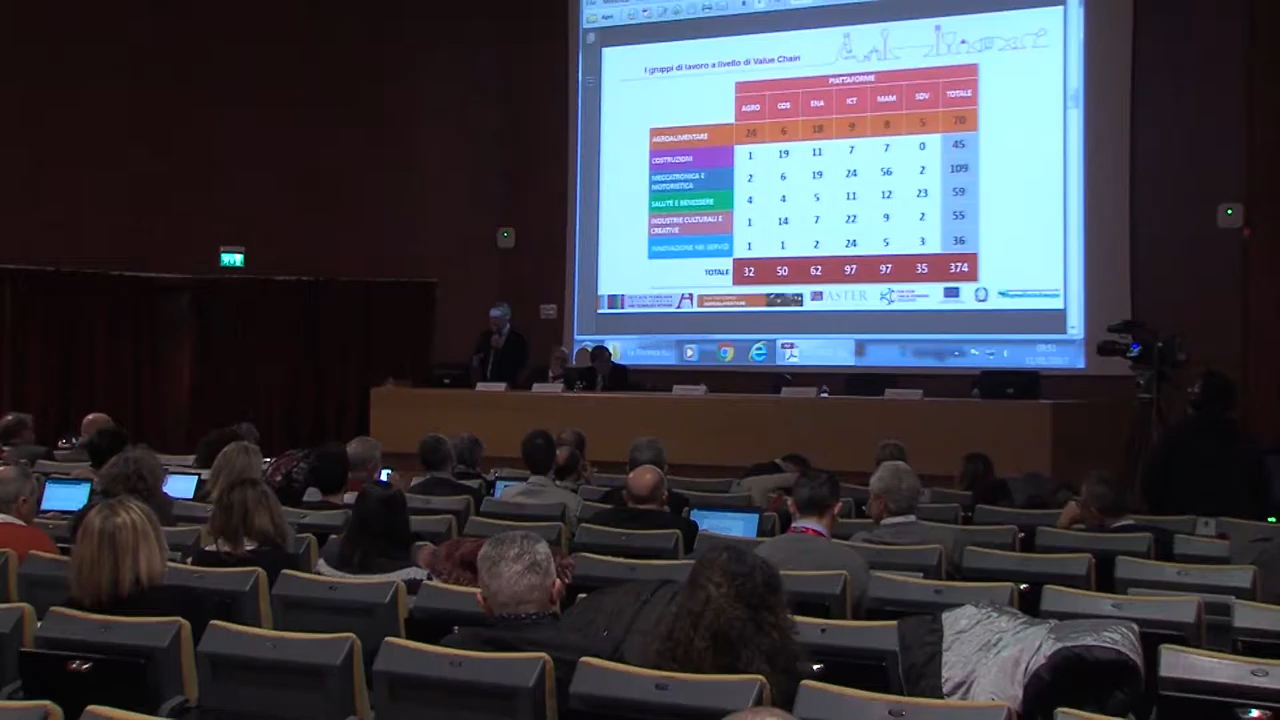 I gruppi di lavoro a livello di Value Chain
PIATTAFORME
AGRO COS ENA ICT MAM SDV TOTALE
AGROALIMENTARE 24 6 18 9 8 5 70
COSTRUZIONI 1 19 11 7 7 0 45
MECCATRONICA E MOTORISTICA 2 6 19 24 56 2 109
SALUTE E BENESSERE 4 4 5 11 12 23 59
INDUSTRIE CULTURALI E CREATIVE 1 14 7 22 9 2 55
INNOVAZIONE NEI SERVIZI 1 1 2 24 5 3 36
TOTALE 32 50 62 97 97 35 374
AGROALIMENTARE
ASTER